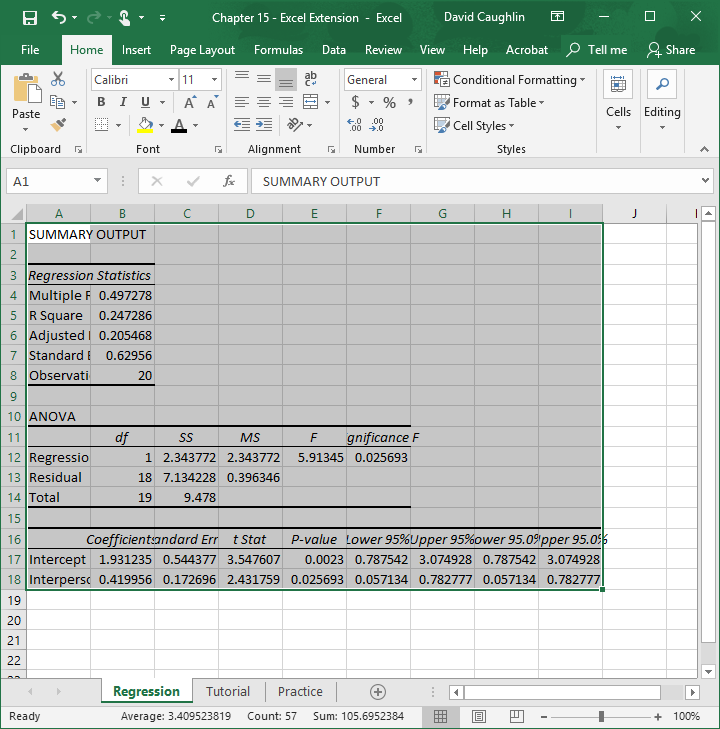 Chapter 15 - Excel Extension - Excel David Caughlin
File Home Insert Page Layout Formulas Data Review View Help Acrobat Tell me Share
Paste
Clipboard
Calibri 11
B I U
A A
A
Font
ab
Alignment
General
$ % ,
.00 .00
Number
Conditional Formatting
Format as Table
Cell Styles
Styles
Cells
Editing
A1 fx SUMMARY OUTPUT
A B C D E F G H I J
1 SUMMARY OUTPUT
2
3 Regression Statistics
4 Multiple R 0.497278
5 R Square 0.247286
6 Adjusted 0.205468
7 Standard E 0.62956
8 Observati 20
9
10 ANOVA
11 df SS MS F gnificance F
12 Regressio 1 2.343772 2.343772 5.91345 0.025693
13 Residual 18 7.134228 0.396346
14 Total 19 9.478
15
16 Coefficients andard Err t Stat P-value Lower 95% Upper 95% ower 95.0% pper 95.0%
17 Intercept 1.931235 0.544377 3.547607 0.0023 0.787542 3.074928 0.787542 3.074928
18 Interperso 0.419956 0.172696 2.431759 0.025693 0.057134 0.782777 0.057134 0.782777
19
20
21
22
Regression Tutorial Practice
Ready Average: 3.409523819 Count: 57 Sum: 105.6952384 100%